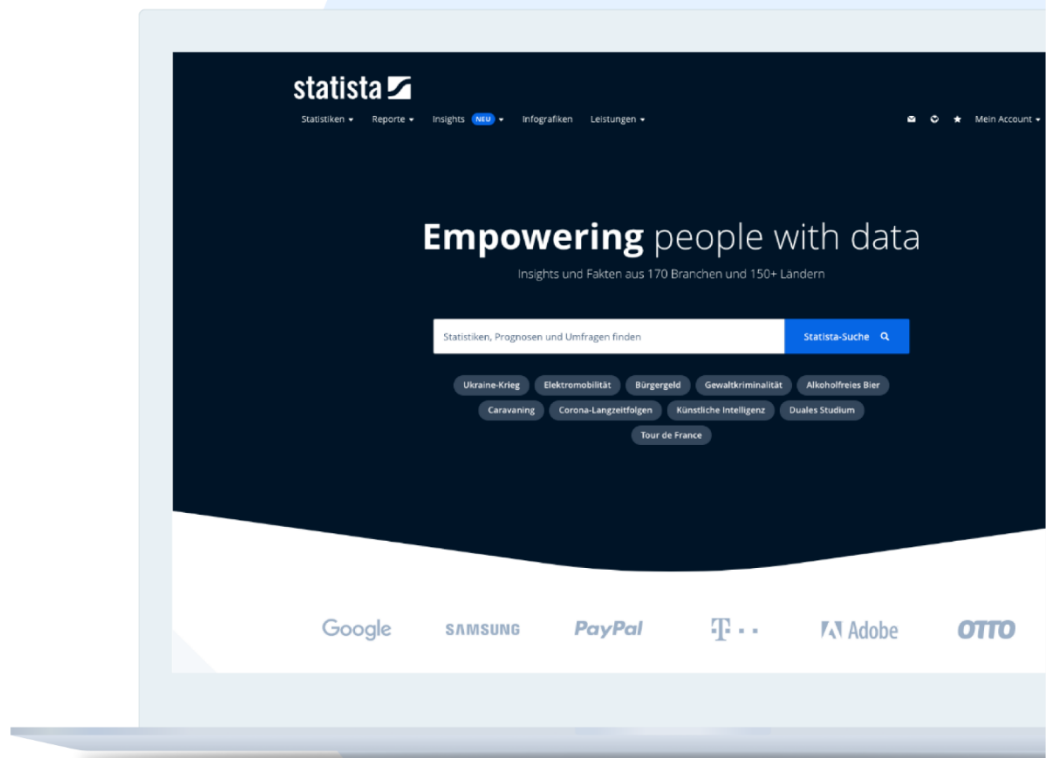 statista
Statistiken Reporte Insights NEU Infografiken Leistungen Mein Account
Empowering people with data
Insights und Fakten aus 170 Branchen und 150+ Ländern
Statistiken, Prognosen und Umfragen finden Statista-Suche
Ukraine-Krieg Elektromobilität Bürgergeld Gewaltkriminalität Alkoholfreies Bier
Caravaning Corona-Langzeitfolgen Künstliche Intelligenz Duales Studium
Tour de France
Google SAMSUNG PayPal T·· Adobe OTTO